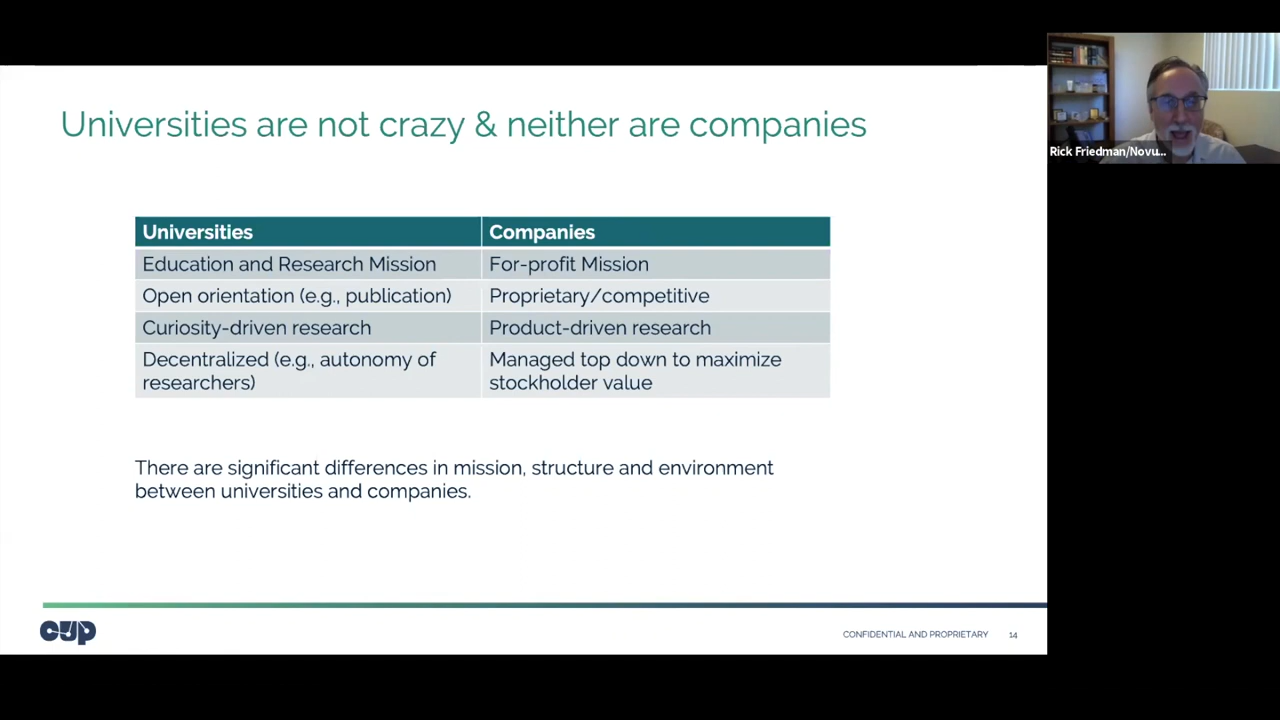 Universities are not crazy & neither are companies
Rick Friedman/Novu...
Universities
Companies
Education and Research Mission
For-profit Mission
Open orientation (e.g., publication)
Proprietary/competitive
Curiosity-driven research
Product-driven research
Decentralized (e.g., autonomy of
researchers)
Managed top down to maximize
stockholder value
There are significant differences in mission, structure and environment
between universities and companies.
cup
CONFIDENTIAL AND PROPRIETARY
14